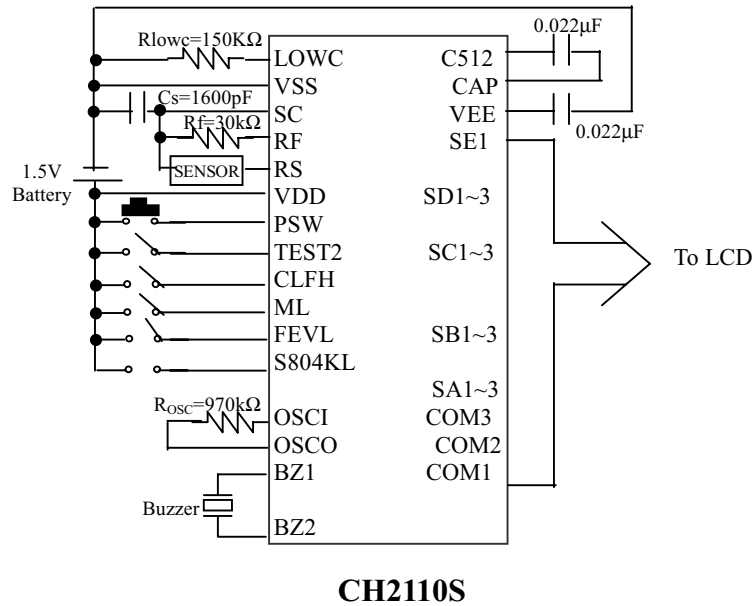 0.022μF
Rlowc=150KΩ
LOWC
C512
VSS
CAP
Cs=1600pF
SC
VEE
Rf=30kΩ
RF
0.022μF
SE1
1.5V
Battery
SENSOR
RS
VDD
SD1~3
PSW
TEST2
SC1~3
To LCD
CLFH
ML
FEVL
SB1~3
S804KL
SA1~3
ROSC=970kΩ
OSCI
COM3
OSCO
COM2
BZ1
COM1
Buzzer
BZ2
CH2110S